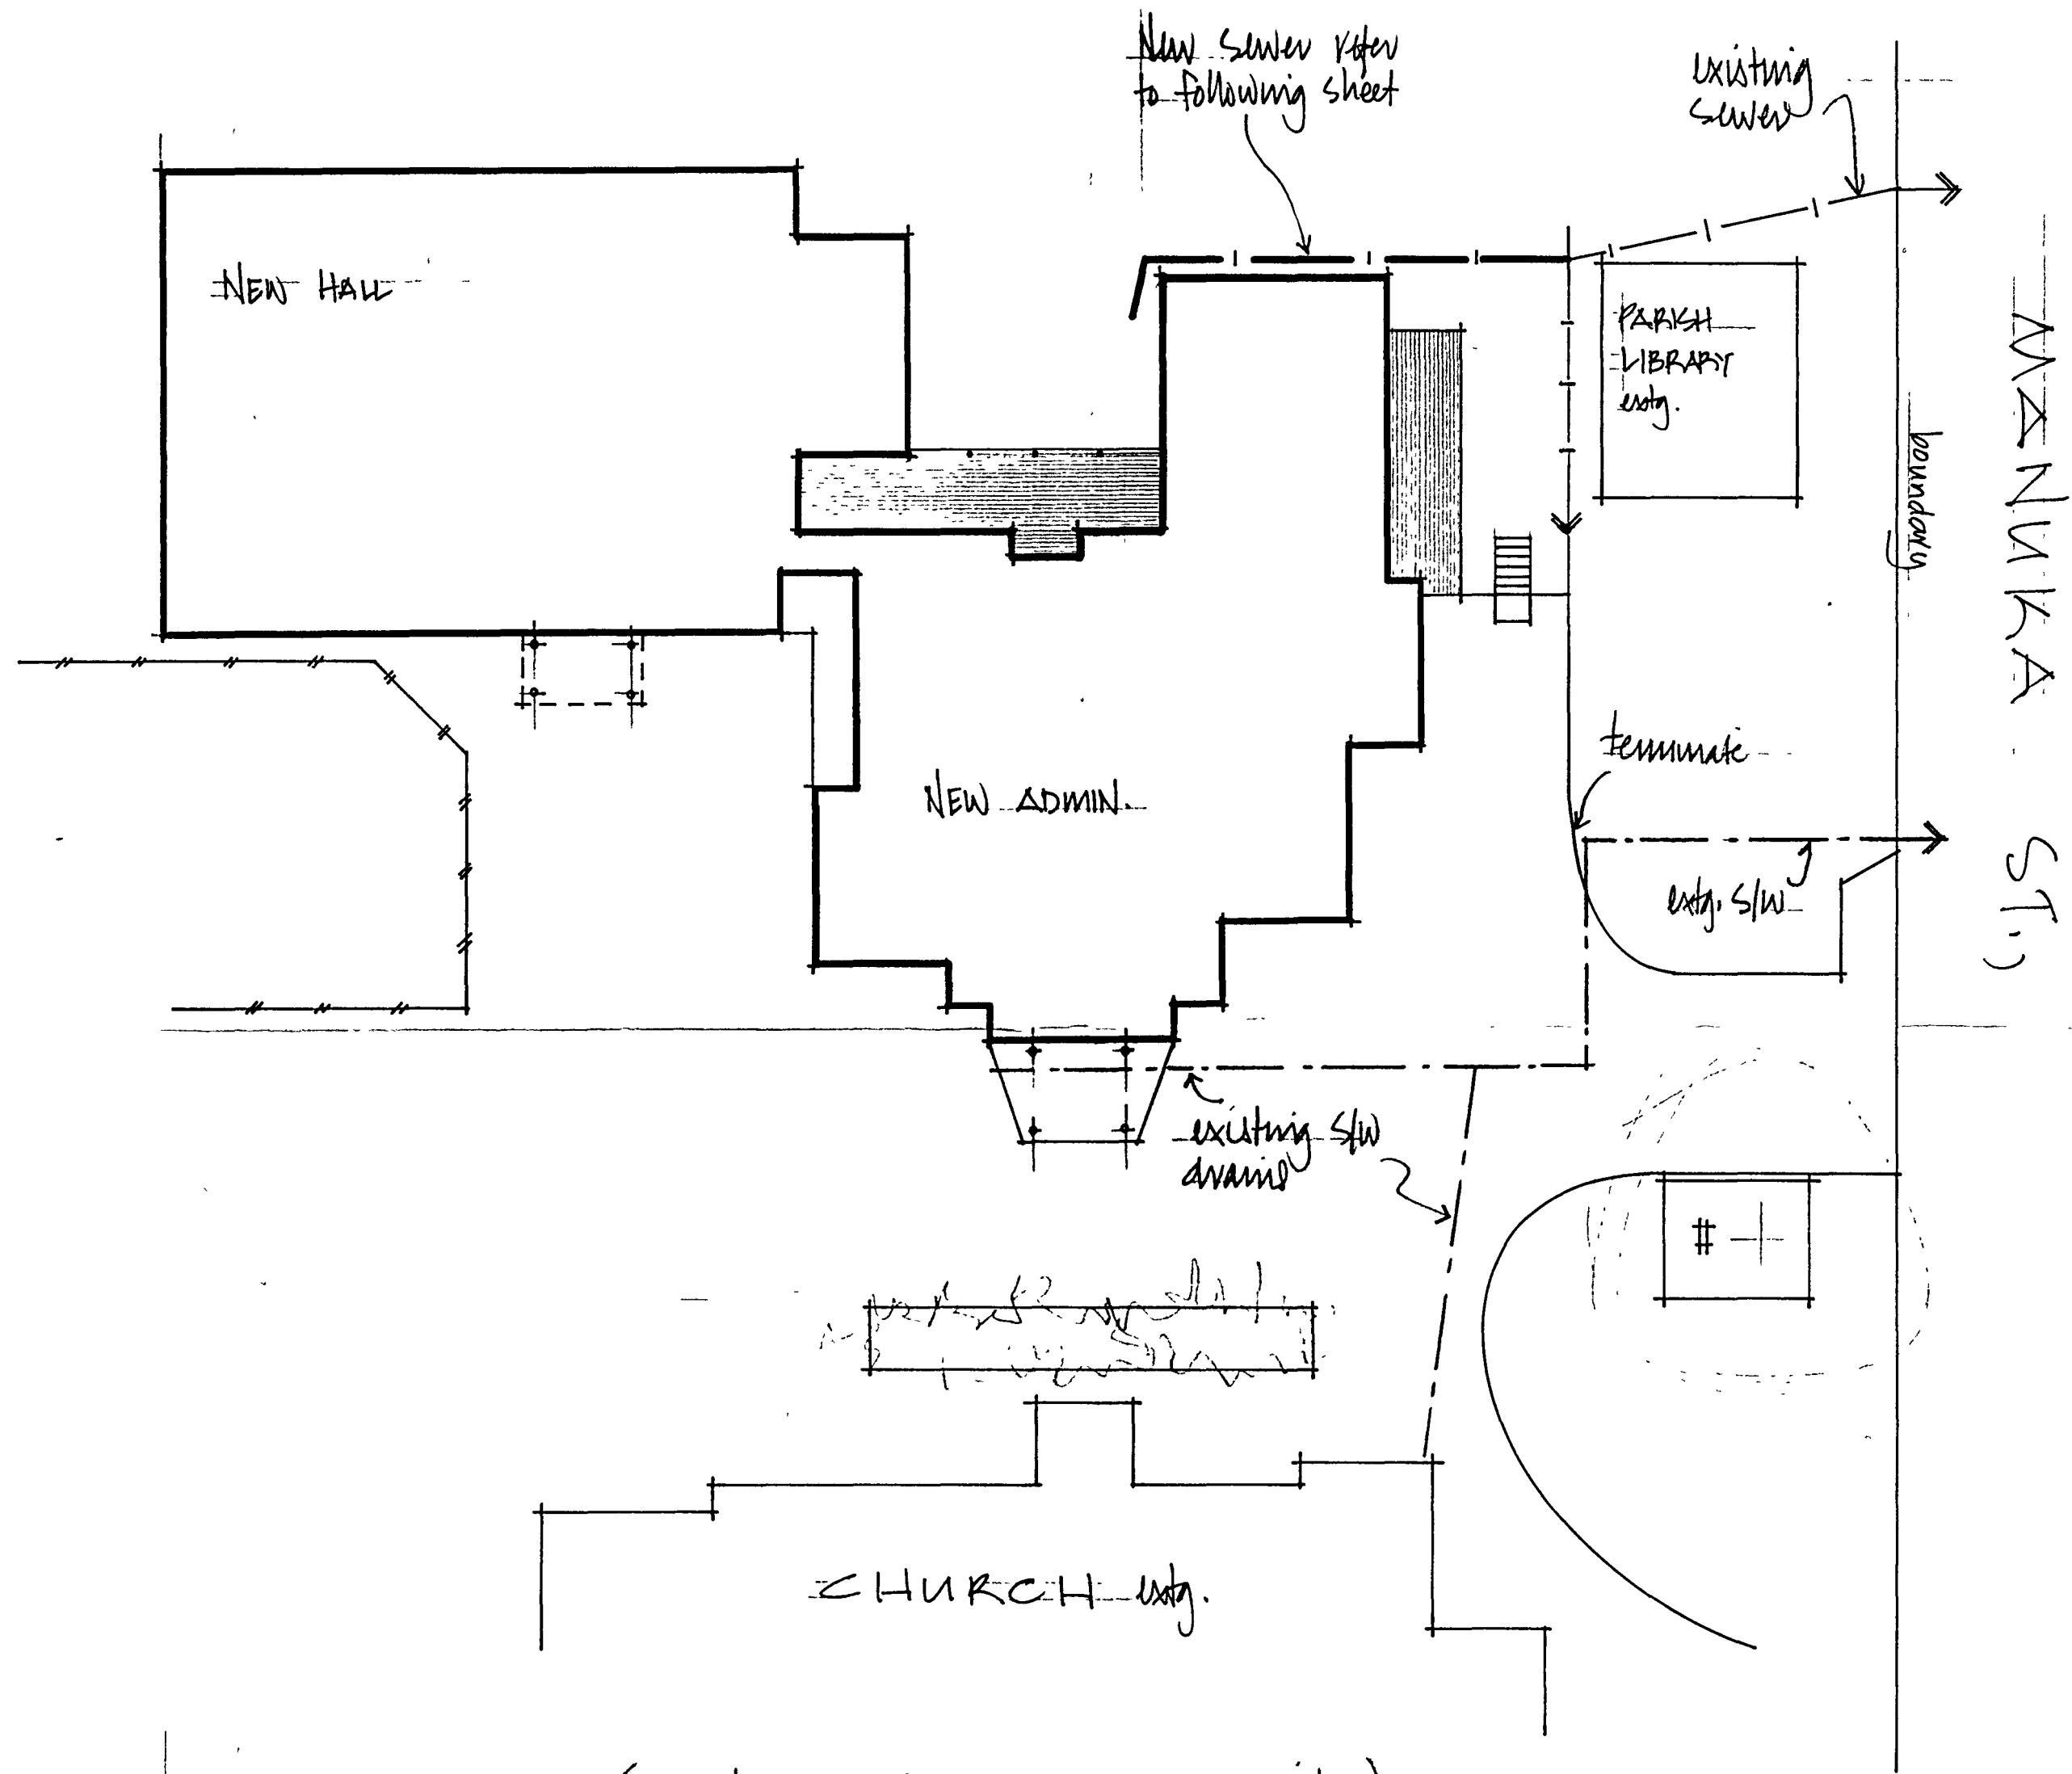 New sewer refer
to following sheet
existing
sewer
NEW HALL
PARISH
LIBRARY
extg.
boundary
MANUKA ST.)
terminate
NEW ADMIN.
extg. S/W
existing S/W
drains
#
CHURCH extg.